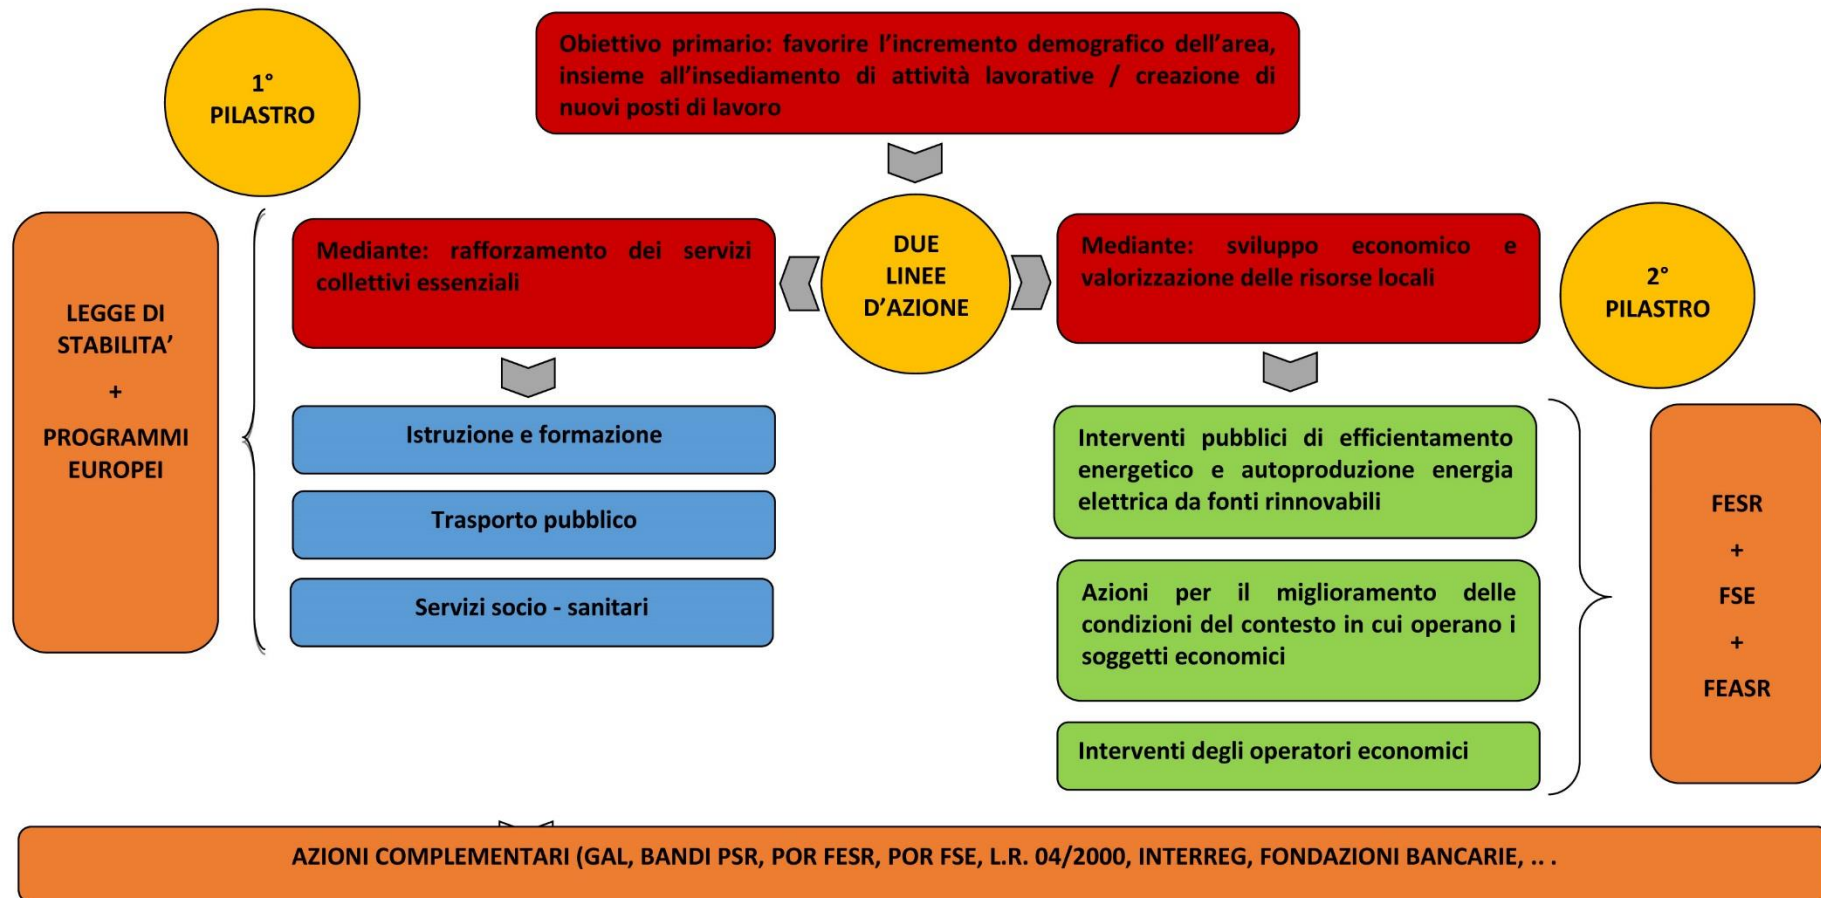 1°
PILASTRO
Obiettivo primario: favorire l'incremento demografico dell'area,
insieme all'insediamento di attività lavorative / creazione di
nuovi posti di lavoro
LEGGE DI
STABILITA'
+
PROGRAMMI
EUROPEI
Mediante: rafforzamento dei servizi
collettivi essenziali
DUE
LINEE
D'AZIONE
Mediante: sviluppo economico e
valorizzazione delle risorse locali
2°
PILASTRO
Istruzione e formazione
Trasporto pubblico
Servizi socio - sanitari
Interventi pubblici di efficientamento
energetico e autoproduzione energia
elettrica da fonti rinnovabili
Azioni per il miglioramento delle
condizioni del contesto in cui operano i
soggetti economici
Interventi degli operatori economici
FESR
+
FSE
+
FEASR
AZIONI COMPLEMENTARI (GAL, BANDI PSR, POR FESR, POR FSE, L.R. 04/2000, INTERREG, FONDAZIONI BANCARIE, .. .